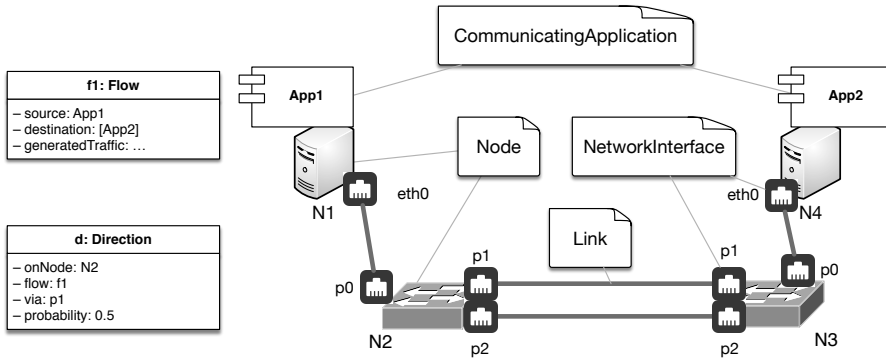 CommunicatingApplication
f1: Flow
– source: App1
– destination: [App2]
– generatedTraffic: …
App1
App2
Node
NetworkInterface
eth0
eth0
N1
N4
d: Direction
– onNode: N2
– flow: f1
– via: p1
– probability: 0.5
Link
p0
p1
p1
p0
N2
p2
p2
N3